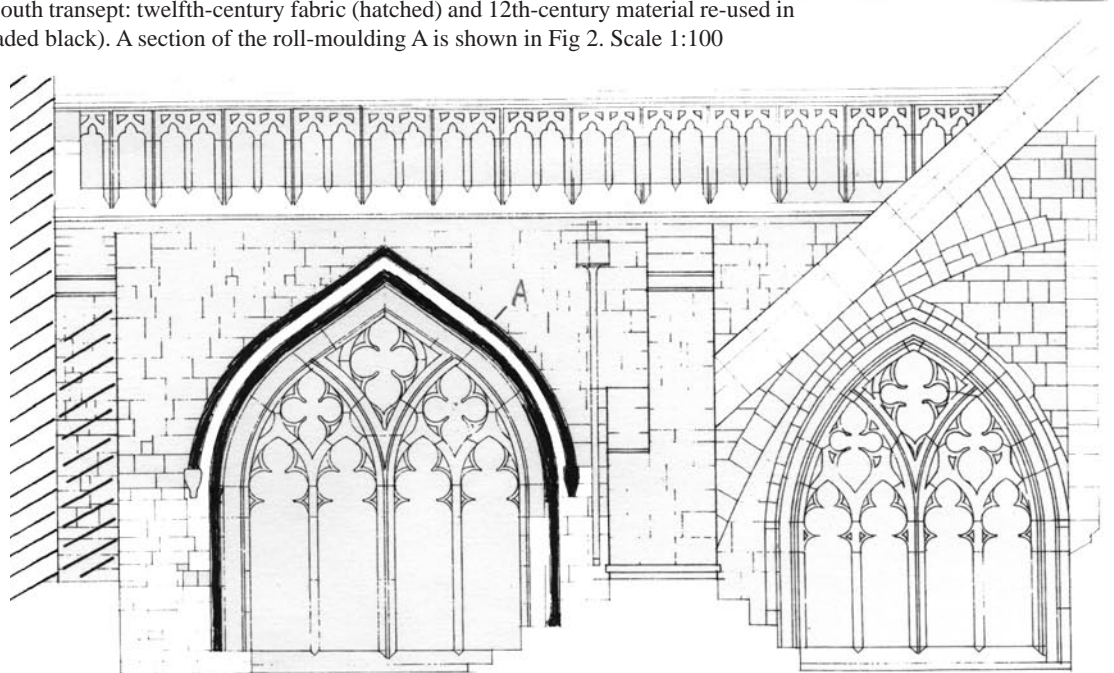 outh transept: twelfth-century fabric (hatched) and 12th-century material re-used in
aded black). A section of the roll-moulding A is shown in Fig 2. Scale 1:100
A